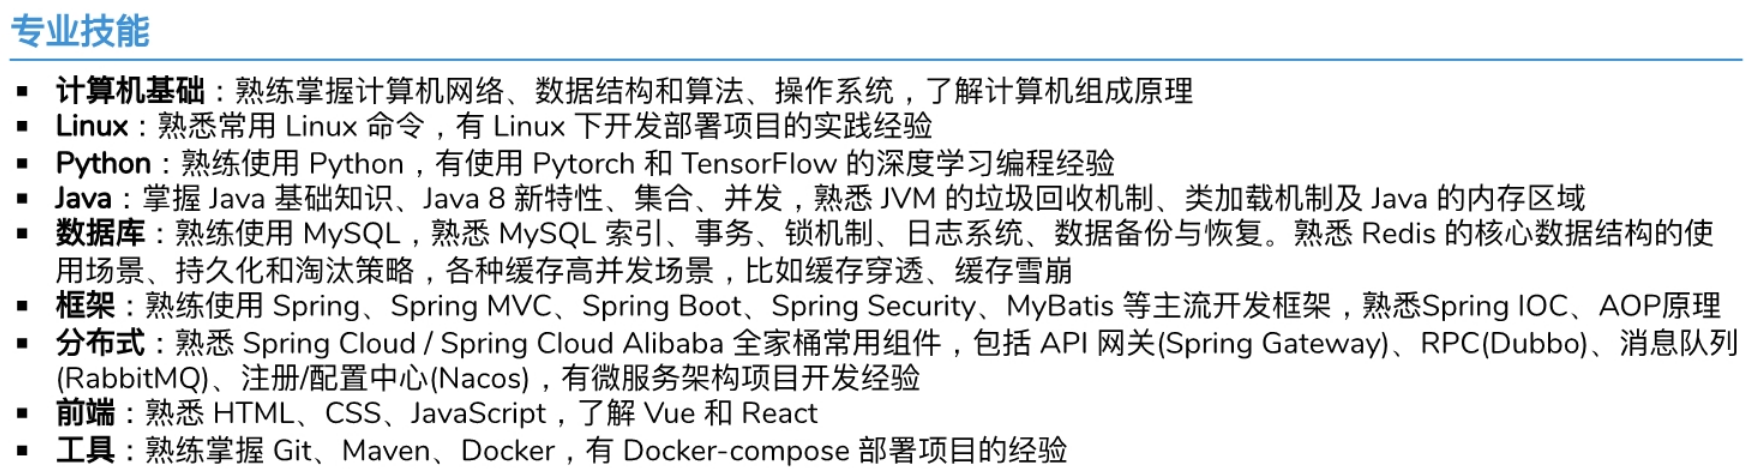 专业技能
▪ 计算机基础：熟练掌握计算机网络、数据结构和算法、操作系统，了解计算机组成原理
▪ Linux：熟悉常用 Linux 命令，有 Linux 下开发部署项目的实践经验
▪ Python：熟练使用 Python，有使用 Pytorch 和 TensorFlow 的深度学习编程经验
▪ Java：掌握 Java 基础知识、Java 8 新特性、集合、并发，熟悉 JVM 的垃圾回收机制、类加载机制及 Java 的内存区域
▪ 数据库：熟练使用 MySQL，熟悉 MySQL 索引、事务、锁机制、日志系统、数据备份与恢复。熟悉 Redis 的核心数据结构的使
用场景、持久化和淘汰策略，各种缓存高并发场景，比如缓存穿透、缓存雪崩
▪ 框架：熟练使用 Spring、Spring MVC、Spring Boot、Spring Security、MyBatis 等主流开发框架，熟悉Spring IOC、AOP原理
▪ 分布式：熟悉 Spring Cloud / Spring Cloud Alibaba 全家桶常用组件，包括 API 网关(Spring Gateway)、RPC(Dubbo)、消息队列
(RabbitMQ)、注册/配置中心(Nacos)，有微服务架构项目开发经验
▪ 前端：熟悉 HTML、CSS、JavaScript，了解 Vue 和 React
▪ 工具：熟练掌握 Git、Maven、Docker，有 Docker-compose 部署项目的经验